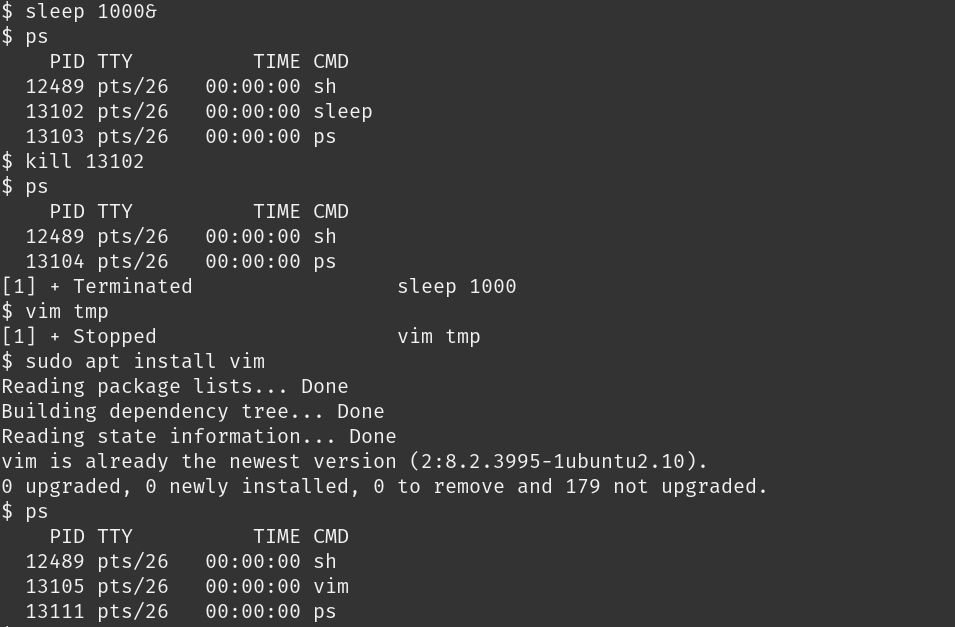 $ sleep 1000&
$ ps
    PID TTY          TIME CMD
  12489 pts/26   00:00:00 sh
  13102 pts/26   00:00:00 sleep
  13103 pts/26   00:00:00 ps
$ kill 13102
$ ps
    PID TTY          TIME CMD
  12489 pts/26   00:00:00 sh
  13104 pts/26   00:00:00 ps
[1] + Terminated                 sleep 1000
$ vim tmp
[1] + Stopped                    vim tmp
$ sudo apt install vim
Reading package lists... Done
Building dependency tree... Done
Reading state information... Done
vim is already the newest version (2:8.2.3995-1ubuntu2.10).
0 upgraded, 0 newly installed, 0 to remove and 179 not upgraded.
$ ps
    PID TTY          TIME CMD
  12489 pts/26   00:00:00 sh
  13105 pts/26   00:00:00 vim
  13111 pts/26   00:00:00 ps